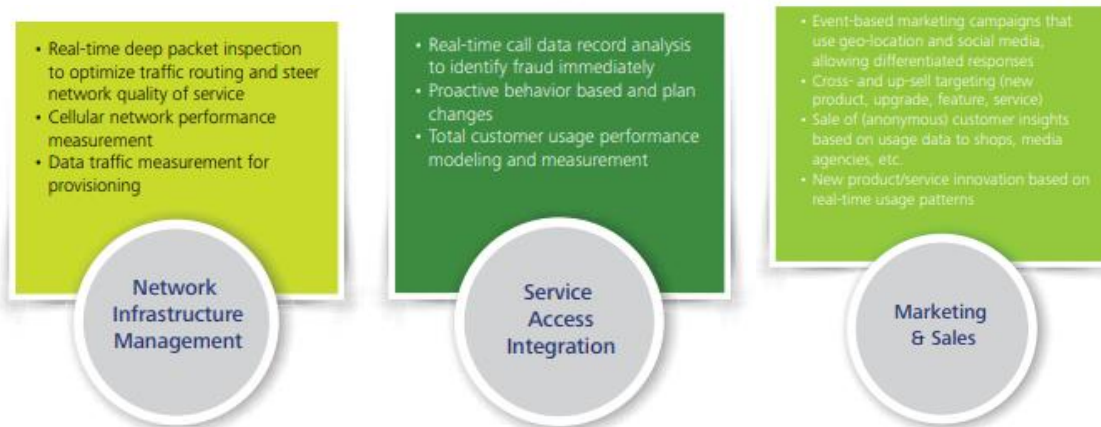 • Real-time deep packet inspection
to optimize traffic routing and steer
network quality of service
• Cellular network performance
measurement
• Data traffic measurement for
provisioning
Network
Infrastructure
Management
• Real-time call data record analysis
to identify fraud immediately
• Proactive behavior based and plan
changes
• Total customer usage performance
modeling and measurement
Service
Access
Integration
• Event-based marketing campaigns that
use geo-location and social media,
allowing differentiated responses
• Cross- and up-sell targeting (new
product, upgrade, feature, service)
• Sale of (anonymous) customer insights
based on usage data to shops, media
agencies, etc.
• New product/service innovation based on
real-time usage patterns
Marketing
& Sales